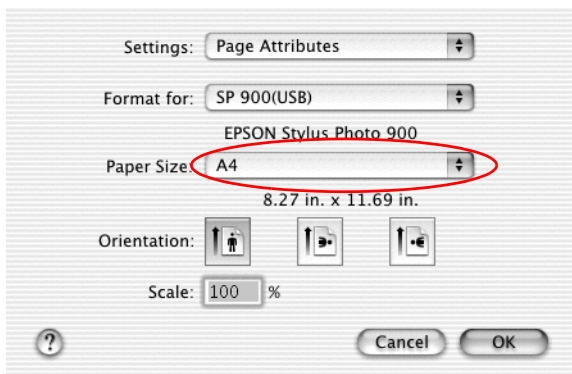 Settings: Page Attributes
Format for: SP 900(USB)
EPSON Stylus Photo 900
Paper Size: A4
8.27 in. x 11.69 in.
Orientation:
Scale: 100 %
? Cancel OK